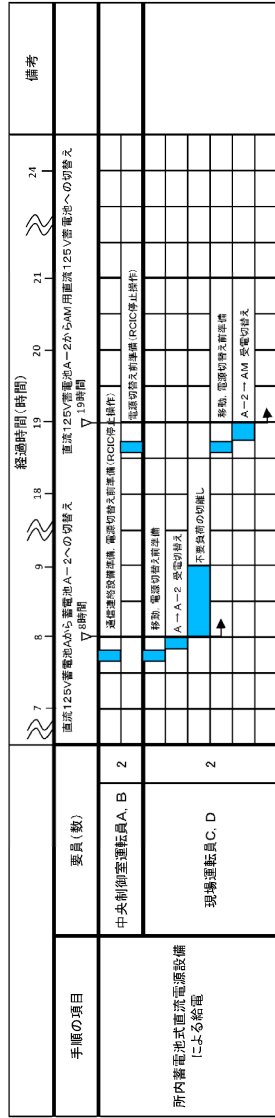 経過時間(時間)
備考
手順の項目
要員(数)
7
8
9
18
19
20
21
24
直流125V蓄電池Aから蓄電池A-2への切替え
8時間
直流125V蓄電池A-2からAM用直流125V蓄電池への切替え
19時間
所内蓄電池式直流電源設備
による給電
中央制御室運転員A, B
2
通信連絡設備準備, 電源切替え前準備(RCIC停止操作)
電源切替え前準備(RCIC停止操作)
現場運転員C, D
2
移動, 電源切替え前準備
A→A-2 受電切替え
不要負荷の切離し
移動, 電源切替え前準備
A-2→AM 受電切替え